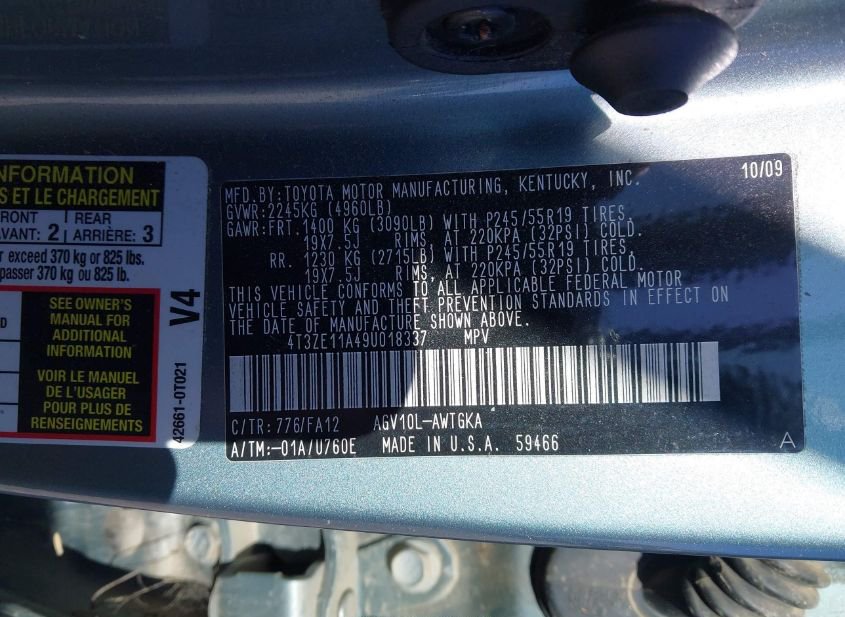 INFORMATION
S ET LE CHARGEMENT
FRONT REAR
AVANT: 2 ARRIÈRE: 3
r exceed 370 kg or 825 lbs.
passer 370 kg ou 825 lb.
SEE OWNER'S
MANUAL FOR
ADDITIONAL
INFORMATION
VOIR LE MANUEL
DE L'USAGER
POUR PLUS DE
RENSEIGNEMENTS
V4
42661-0T021
10/09
MFD.BY:TOYOTA MOTOR MANUFACTURING, KENTUCKY, INC.
GVWR:2245KG (4960LB)
GAWR:FRT.1400 KG (3090LB) WITH P245/55R19 TIRES,
19X7.5J RIMS, AT 220KPA (32PSI) COLD.
RR. 1230 KG (2715LB) WITH P245/55R19 TIRES,
19X7.5J RIMS, AT 220KPA (32PSI) COLD.
THIS VEHICLE CONFORMS TO ALL APPLICABLE FEDERAL MOTOR
VEHICLE SAFETY AND THEFT PREVENTION STANDARDS IN EFFECT ON
THE DATE OF MANUFACTURE SHOWN ABOVE.
4T3ZE11A49U018337 MPV
C/TR: 776/FA12 AGV10L-AWTGKA
A/TM:-01A/U760E MADE IN U.S.A. 59466
A